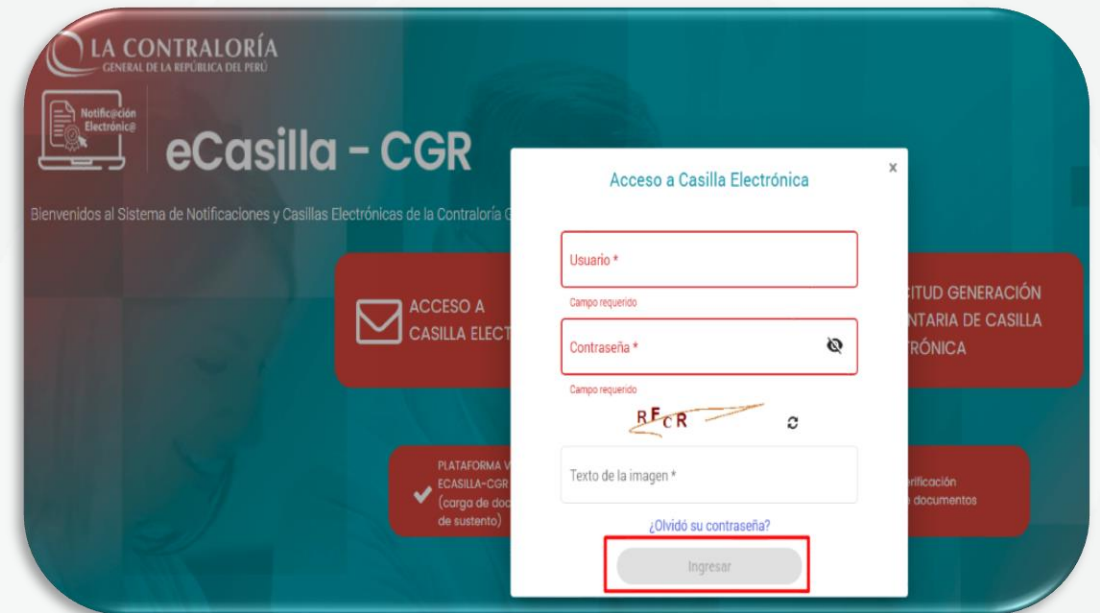 LA CONTRALORÍA
GENERAL DE LA REPÚBLICA DEL PERÚ
Notific@ción
Electrónic@
eCasilla - CGR
Bienvenidos al Sistema de Notificaciones y Casillas Electrónicas de la Contraloría G
ACCESO A
CASILLA ELECT
PLATAFORMA V
ECASILLA-CGR
(carga de doc
de sustento)
Acceso a Casilla Electrónica
x
Usuario *
Campo requerido
Contraseña *
Campo requerido
RFCR
Texto de la imagen *
¿Olvidó su contraseña?
Ingresar
ITUD GENERACIÓN
NTARIA DE CASILLA
TRÓNICA
rificación
documentos